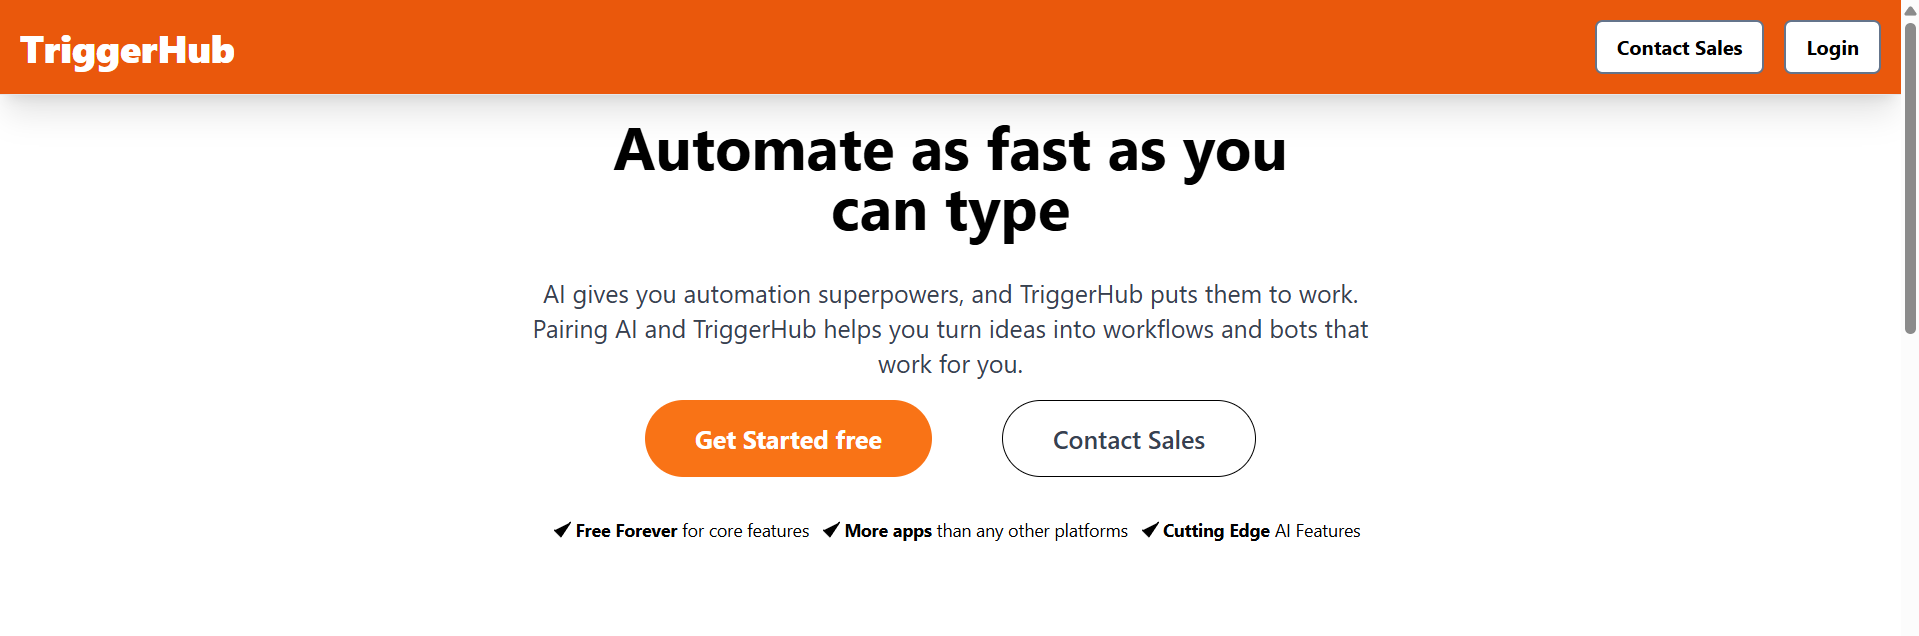 TriggerHub
Contact Sales
Login
Automate as fast as you
can type
AI gives you automation superpowers, and TriggerHub puts them to work.
Pairing AI and TriggerHub helps you turn ideas into workflows and bots that
work for you.
Get Started free
Contact Sales
Free Forever for core features
More apps than any other platforms
Cutting Edge AI Features